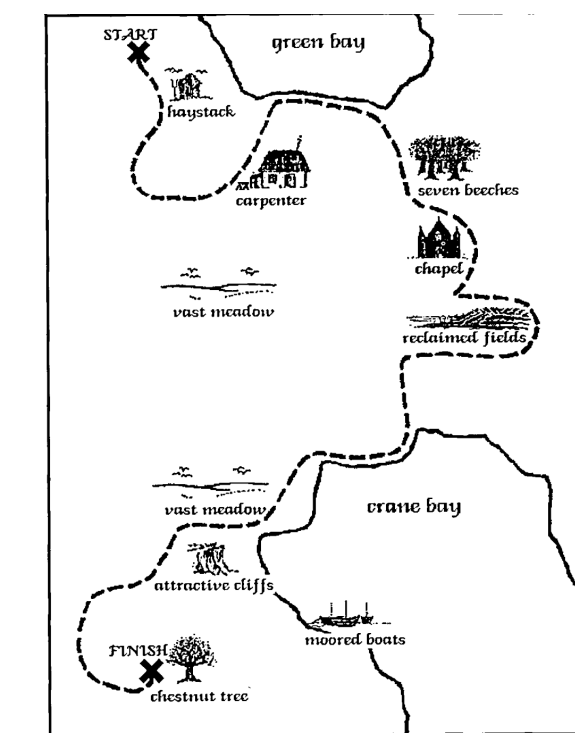 START
green bay
haystack
carpenter
seven beeches
chapel
vast meadow
reclaimed fields
vast meadow
crane bay
attractive cliffs
moored boats
FINISH
chestnut tree